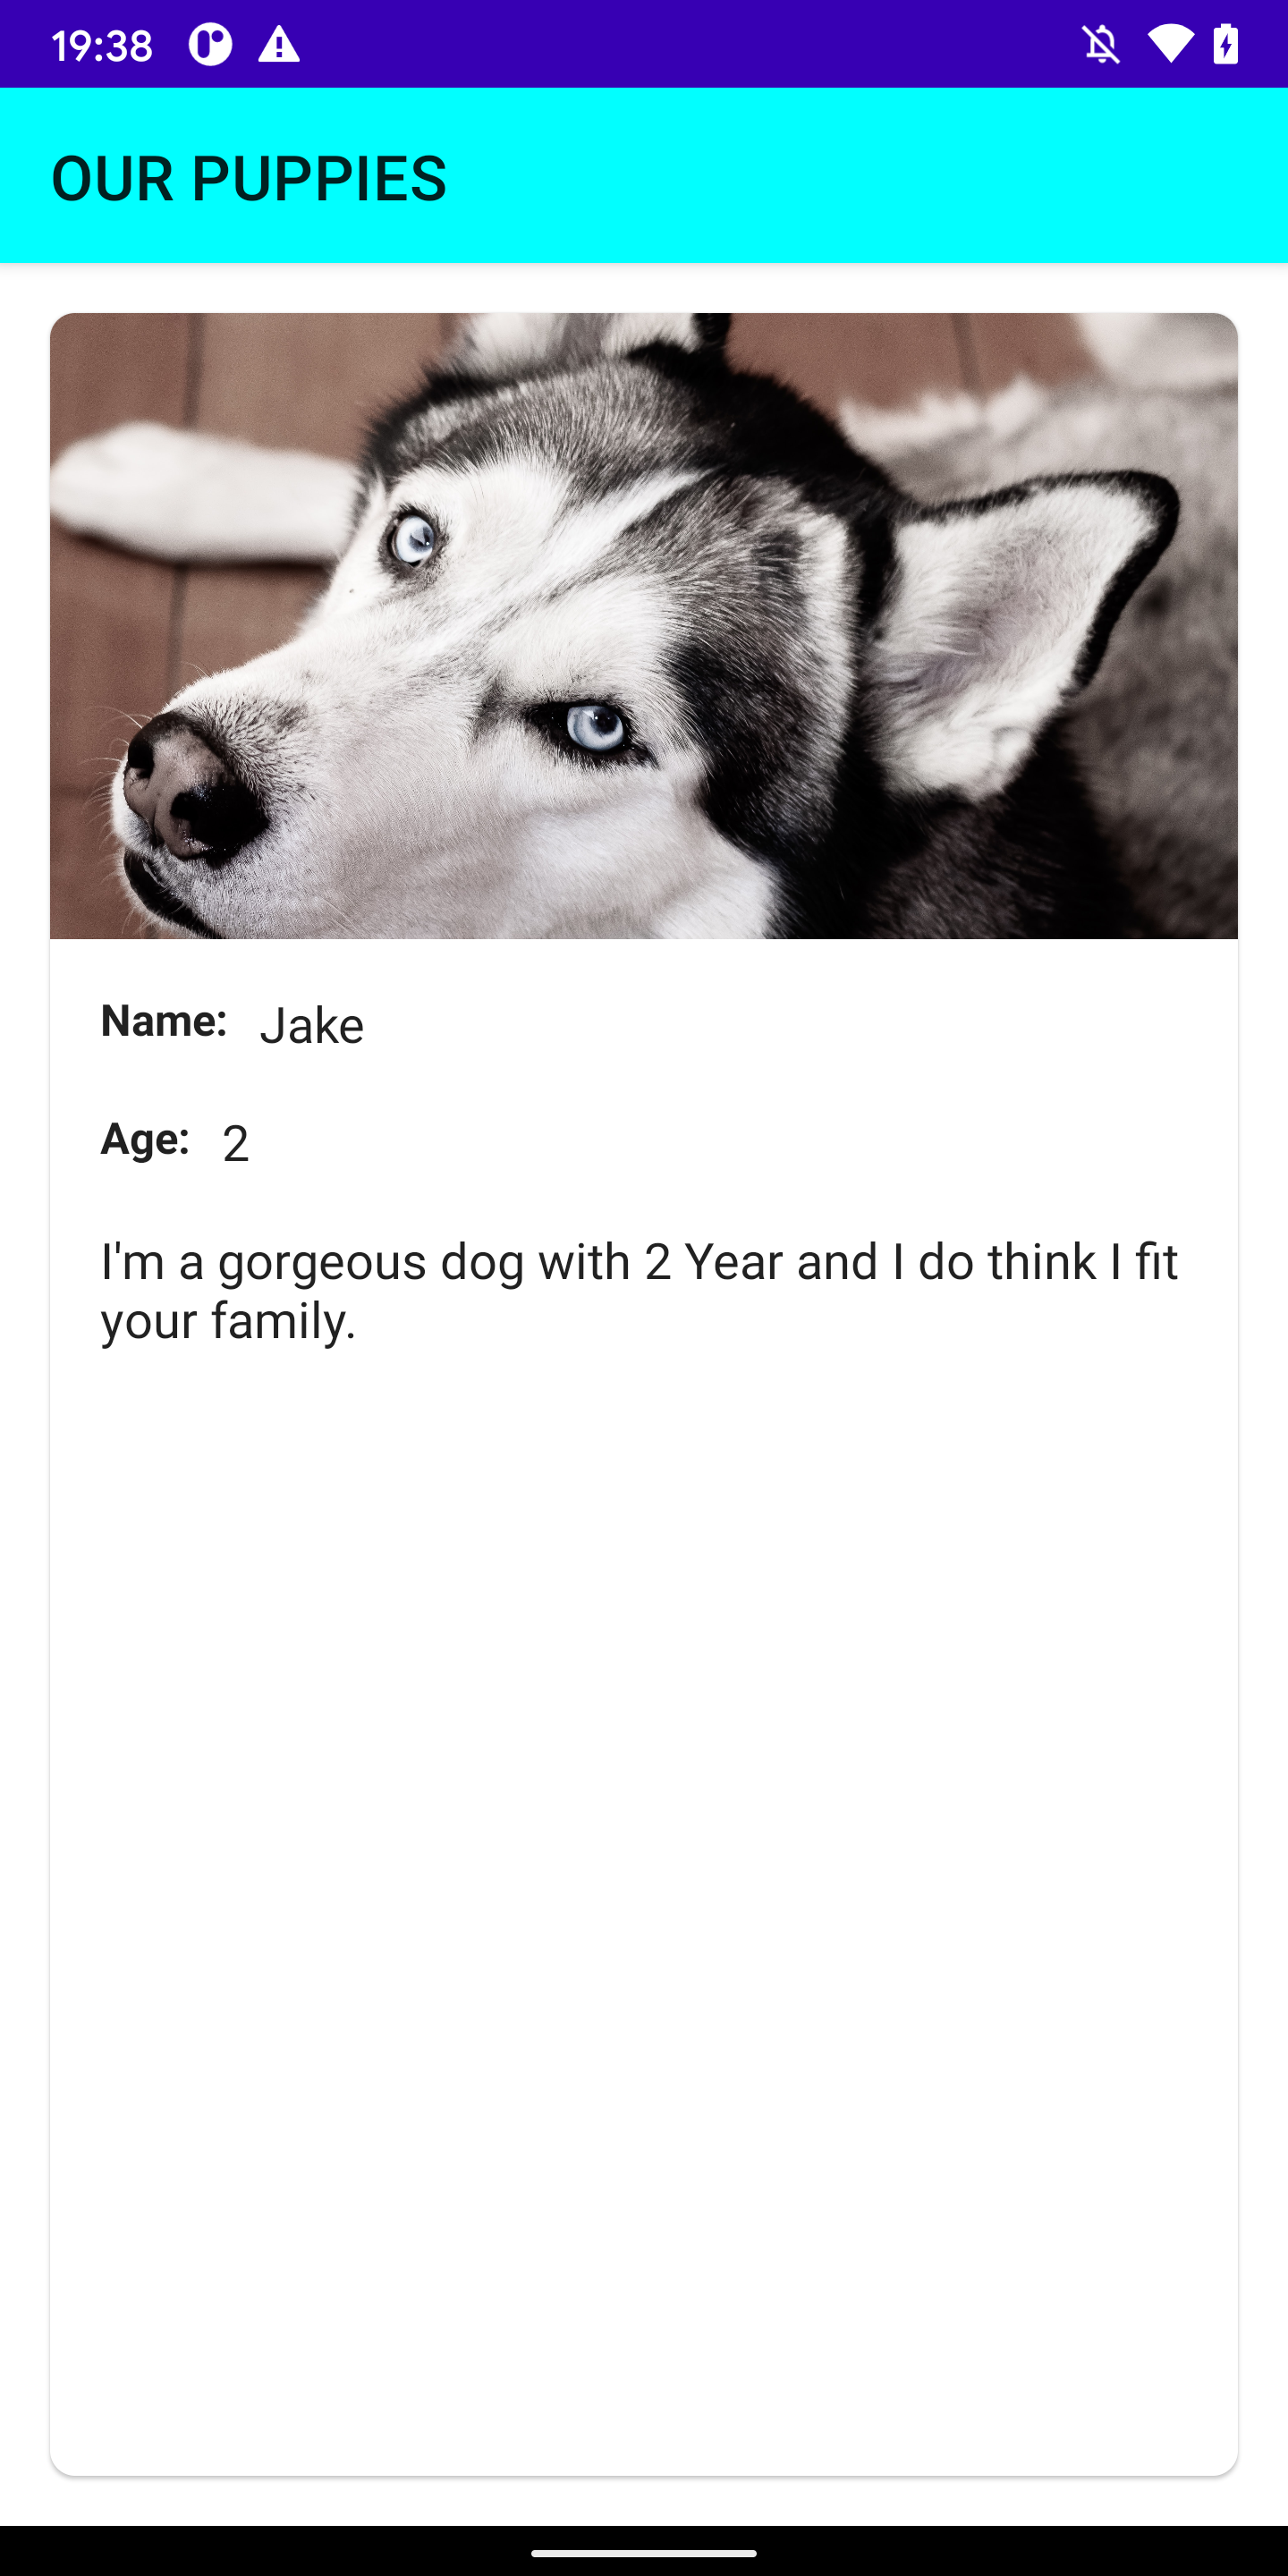 19:38
OUR PUPPIES
Name: Jake
Age: 2
I'm a gorgeous dog with 2 Year and I do think I fit
your family.